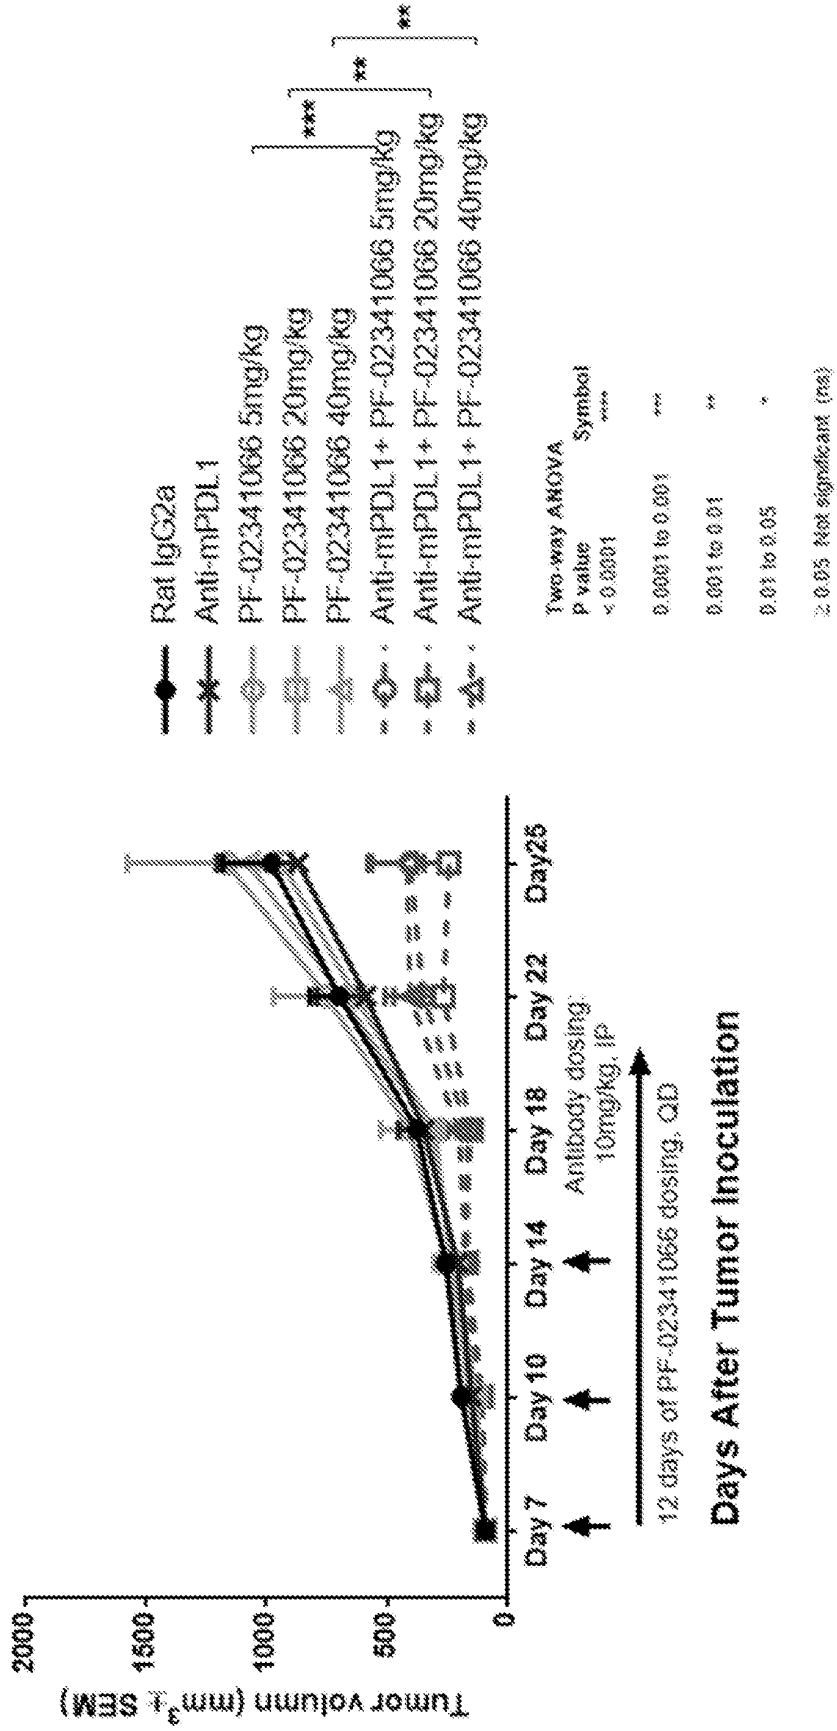 Tumor volumn (mm³ ± SEM)
2000
1500
1000
500
0
Day 7
Day 10
Day 14
Day 18
Day 22
Day25
Antibody dosing:
10mg/kg, IP
12 days of PF-02341066 dosing, QD
Days After Tumor Inoculation
Rat IgG2a
Anti-mPDL1
PF-02341066 5mg/kg
PF-02341066 20mg/kg
PF-02341066 40mg/kg
Anti-mPDL1+ PF-02341066 5mg/kg
Anti-mPDL1+ PF-02341066 20mg/kg
Anti-mPDL1+ PF-02341066 40mg/kg
***
**
**
Two-way ANOVA
P value Symbol
< 0.0001 ****
0.0001 to 0.001 ***
0.001 to 0.01 **
0.01 to 0.05 *
≥ 0.05 Not significant (ns)